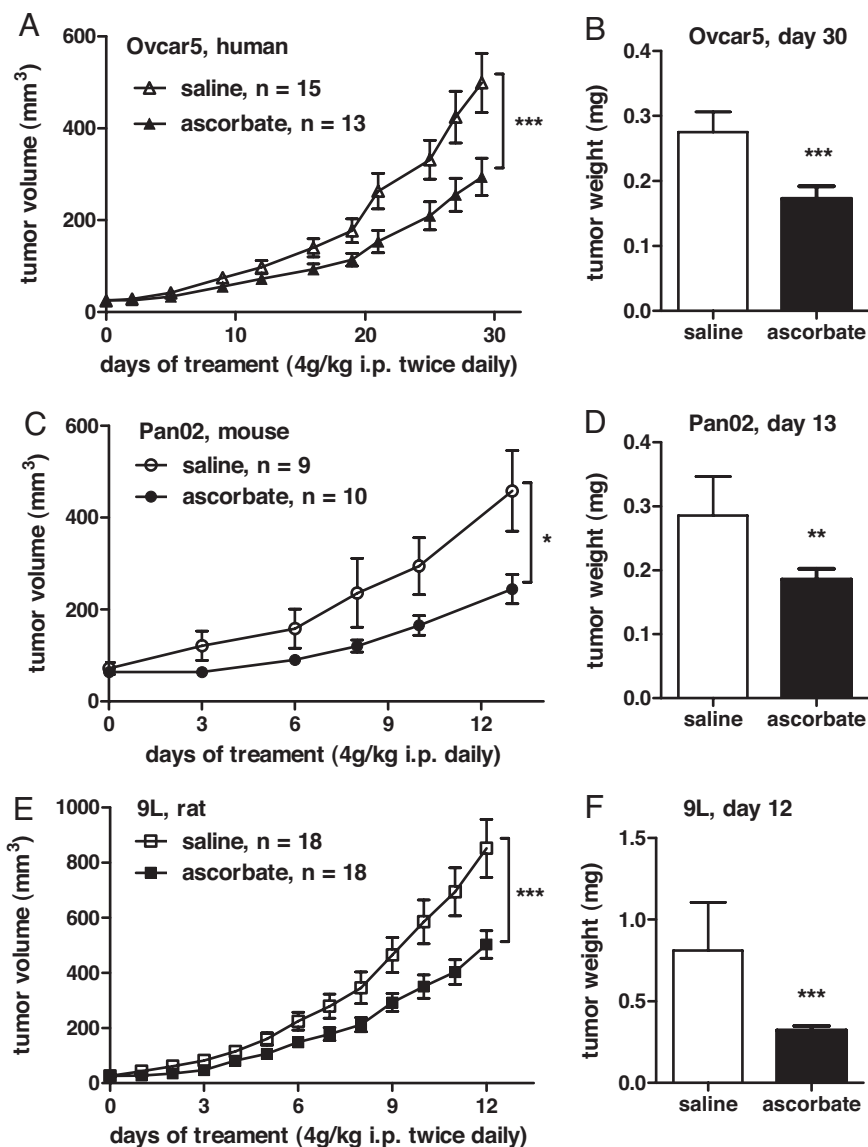 A
Ovcar5, human
saline, n = 15
ascorbate, n = 13
***
600
400
200
0
tumor volume (mm³)
0 10 20 30
days of treament (4g/kg i.p. twice daily)
B
Ovcar5, day 30
0.4
0.3
0.2
0.1
0.0
tumor weight (mg)
***
saline ascorbate
C
Pan02, mouse
saline, n = 9
ascorbate, n = 10
*
600
400
200
0
tumor volume (mm³)
0 3 6 9 12
days of treament (4g/kg i.p. daily)
D
Pan02, day 13
0.4
0.3
0.2
0.1
0.0
tumor weight (mg)
**
saline ascorbate
E
9L, rat
saline, n = 18
ascorbate, n = 18
***
1000
800
600
400
200
0
tumor volume (mm³)
0 3 6 9 12
days of treament (4g/kg i.p. twice daily)
F
9L, day 12
1.5
1.0
0.5
0.0
tumor weight (mg)
***
saline ascorbate